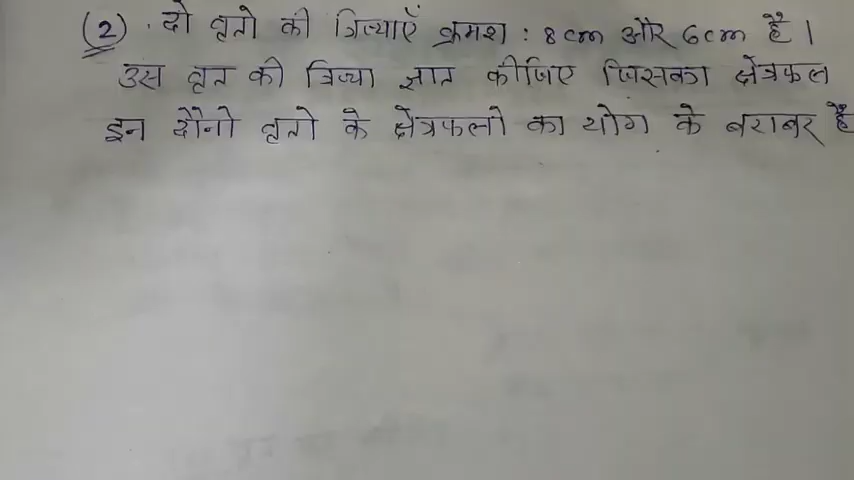 (2). दो वृतो की त्रिज्याएँ क्रमश: 8cm और 6cm है।
उस वृत की त्रिज्या ज्ञात कीजिए जिसका क्षेत्रफल
इन दौनो वृतो के क्षेत्रफलो का योग के बराबर है